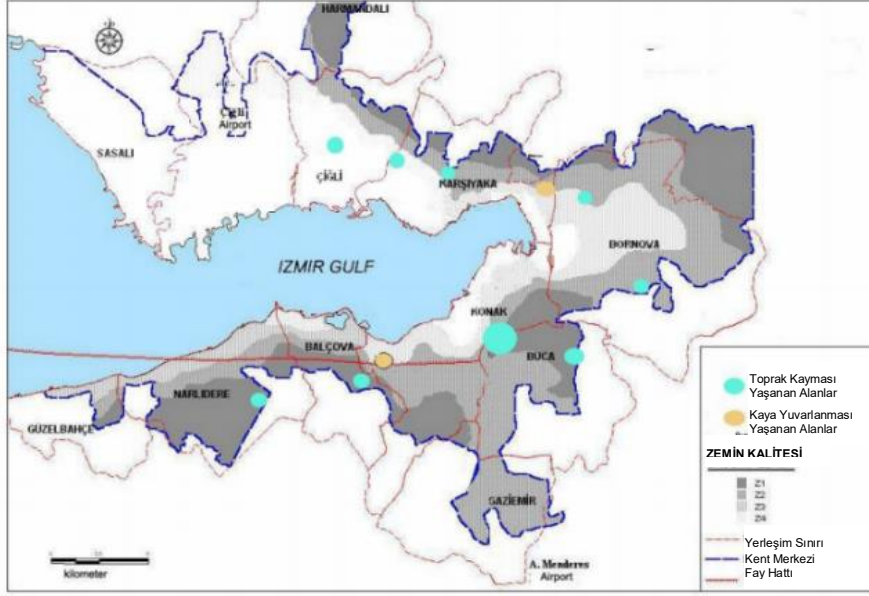 HARMANDALI
Çiğli
Airport
SASALI
ÇİĞLİ
KARŞIYAKA
BORNOVA
IZMIR GULF
KONAK
BALÇOVA
BUCA
NARLIDERE
GÜZELBAHÇE
GAZİEMİR
A. Menderes
Airport
kilometer
Toprak Kayması
Yaşanan Alanlar
Kaya Yuvarlanması
Yaşanan Alanlar
ZEMİN KALİTESİ
Z1
Z2
Z3
Z4
Yerleşim Sınırı
Kent Merkezi
Fay Hattı